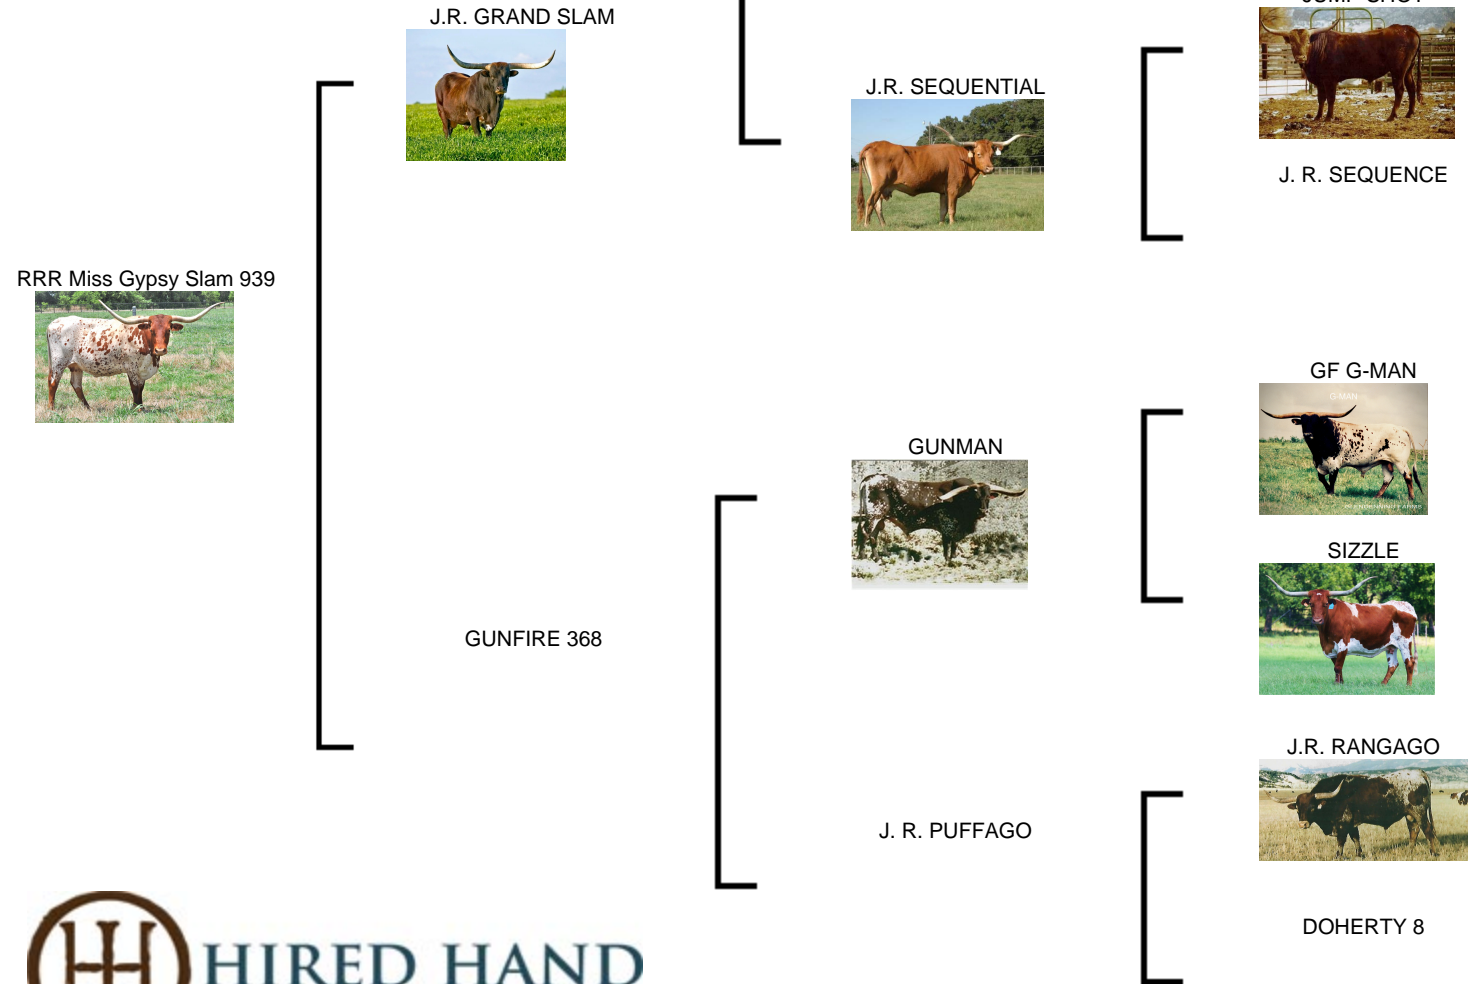 J.R. GRAND SLAM
J.R. SEQUENTIAL
J. R. SEQUENCE
RRR Miss Gypsy Slam 939
GF G-MAN
G-MAN
GUNMAN
SIZZLE
GUNFIRE 368
J.R. RANGAGO
J. R. PUFFAGO
DOHERTY 8
HIRED HAND